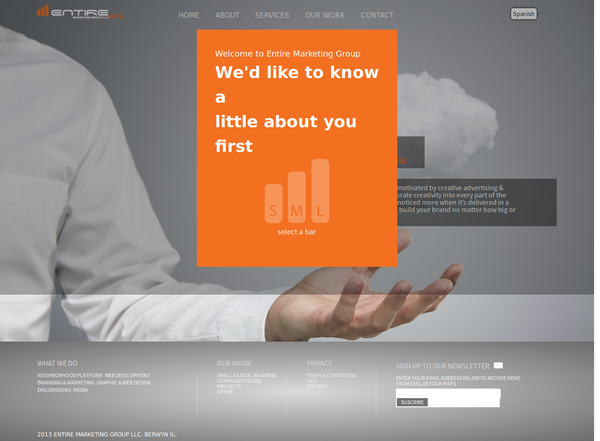 ENTIRE
MARKETING GROUP LLC
HOME ABOUT SERVICES OUR WORK CONTACT
Spanish
Welcome to Entire Marketing Group
We'd like to know
a
little about you
first
S M L
select a bar
motivated by creative advertising &
orate creativity into every part of the
noticed more when it's delivered in a
build your brand no matter how big or
WHAT WE DO
NEIGHBORHOOD PLATFORM WEB DEVELOPMENT
BRANDING & MARKETING GRAPHIC & WEB DESIGN
EMG DIVISIONS MEDIA
OUR WORK
SMALL & LOCAL BUSINESS
COMMUNITY BASED
PROJECTS
OTHER
PRIVACY
TERMS & CONDITIONS
FAQ
SITE MAP
SIGN UP TO OUR NEWSLETTER
ENTER YOUR EMAIL ADDRESS BELOW TO RECEIVE NEWS
FROM EMG, DETOUR MAPS
SUSCRIBE
2013 ENTIRE MARKETING GROUP LLC. BERWYN IL.